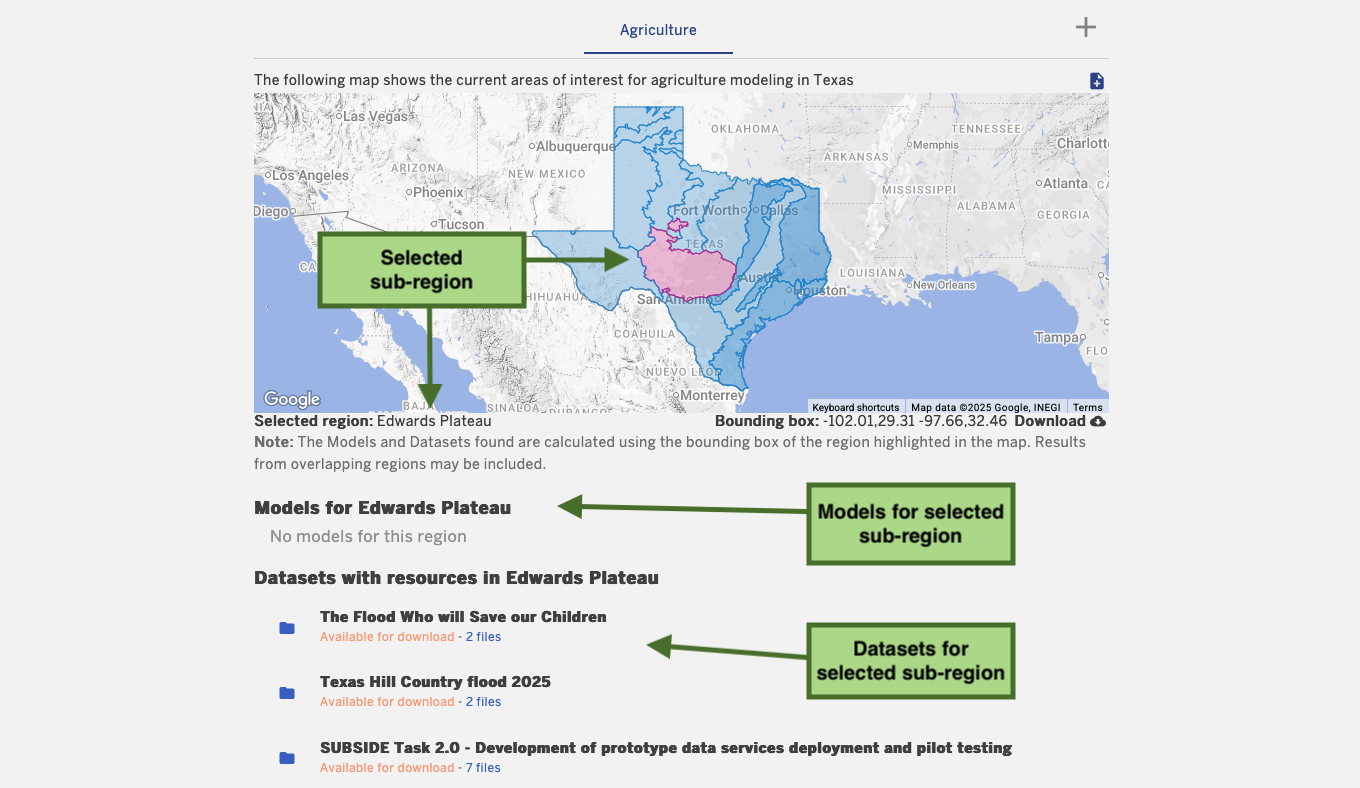 Agriculture
The following map shows the current areas of interest for agriculture modeling in Texas
Las Vegas
OKLAHOMA
TENNESSEE
Albuquerque
Memphis
Charlott
ARKANSAS
Los Angeles
ARIZONA
NEW MEXICO
Phoenix
MISSISSIPPI
Atlanta
Diego
Fort Worth
Dallas
ALABAMA
GEORGIA
Tucson
TEXAS
Selected
sub-region
Austi
LOUISIANA
Houston
New Orleans
CA
HIHUAHUA
San Antonio
COAHUILA
Tampa
FLO
NUEVO LEON
Monterrey
Google
BAJA
SINALOA
DURANGO
Keyboard shortcuts
Map data ©2025 Google, INEGI
Terms
Selected region: Edwards Plateau
Bounding box: -102.01,29.31 -97.66,32.46 Download
Note: The Models and Datasets found are calculated using the bounding box of the region highlighted in the map. Results
from overlapping regions may be included.
Models for Edwards Plateau
Models for selected
sub-region
No models for this region
Datasets with resources in Edwards Plateau
The Flood Who will Save our Children
Available for download - 2 files
Datasets for
selected sub-region
Texas Hill Country flood 2025
Available for download - 2 files
SUBSIDE Task 2.0 - Development of prototype data services deployment and pilot testing
Available for download - 7 files